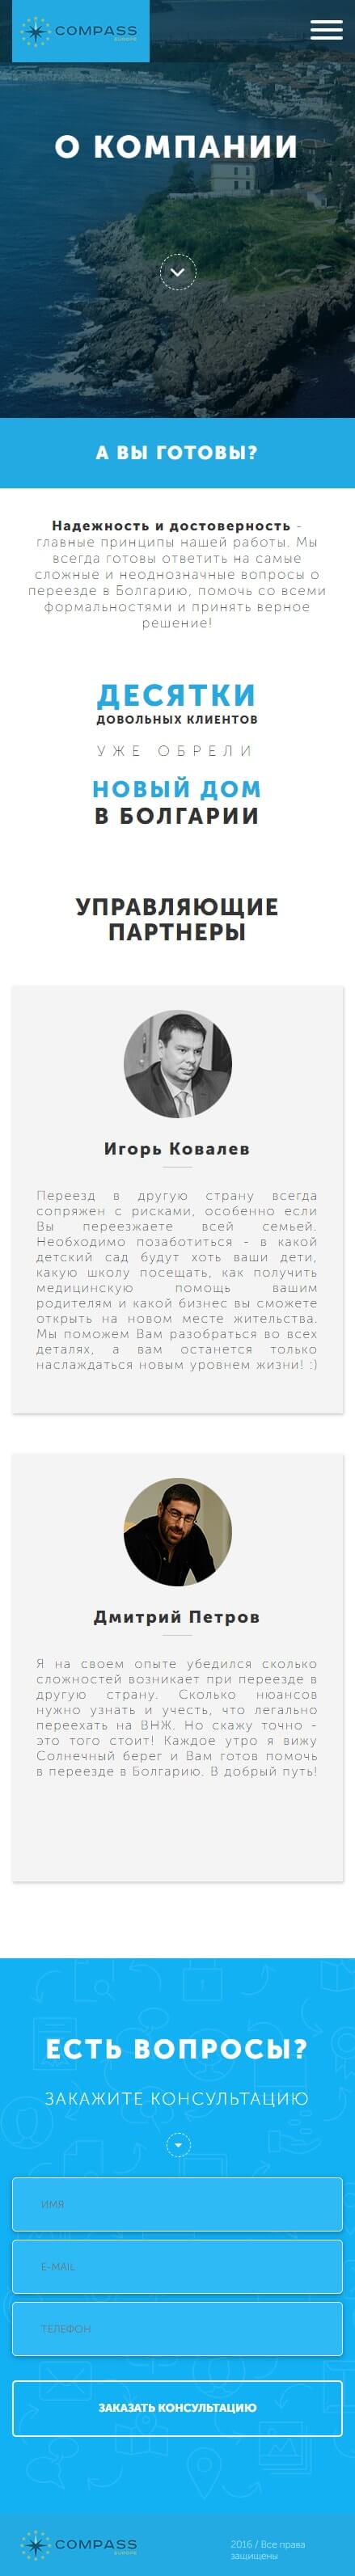 COMPASS
EUROPE
О КОМПАНИИ
А ВЫ ГОТОВЫ?
Надежность и достоверность -
главные принципы нашей работы. Мы
всегда готовы ответить на самые
сложные и неоднозначные вопросы о
переезде в Болгарию, помочь со всеми
формальностями и принять верное
решение!
ДЕСЯТКИ
ДОВОЛЬНЫХ КЛИЕНТОВ
УЖЕ ОБРЕЛИ
НОВЫЙ ДОМ
В БОЛГАРИИ
УПРАВЛЯЮЩИЕ
ПАРТНЕРЫ
Игорь Ковалев
Переезд в другую страну всегда
сопряжен с рисками, особенно если
Вы переезжаете всей семьей.
Необходимо позаботиться - в какой
детский сад будут хоть ваши дети,
какую школу посещать, как получить
медицинскую помощь вашим
родителям и какой бизнес вы сможете
открыть на новом месте жительства.
Мы поможем Вам разобраться во всех
деталях, а вам останется только
наслаждаться новым уровнем жизни! :)
Дмитрий Петров
Я на своем опыте убедился сколько
сложностей возникает при переезде в
другую страну. Сколько нюансов
нужно узнать и учесть, что легально
переехать на ВНЖ. Но скажу точно -
это того стоит! Каждое утро я вижу
Солнечный берег и Вам готов помочь
в переезде в Болгарию. В добрый путь!
ЕСТЬ ВОПРОСЫ?
ЗАКАЖИТЕ КОНСУЛЬТАЦИЮ
ИМЯ
E-MAIL
ТЕЛЕФОН
ЗАКАЗАТЬ КОНСУЛЬТАЦИЮ
COMPASS
EUROPE
2016 / Все права
защищены